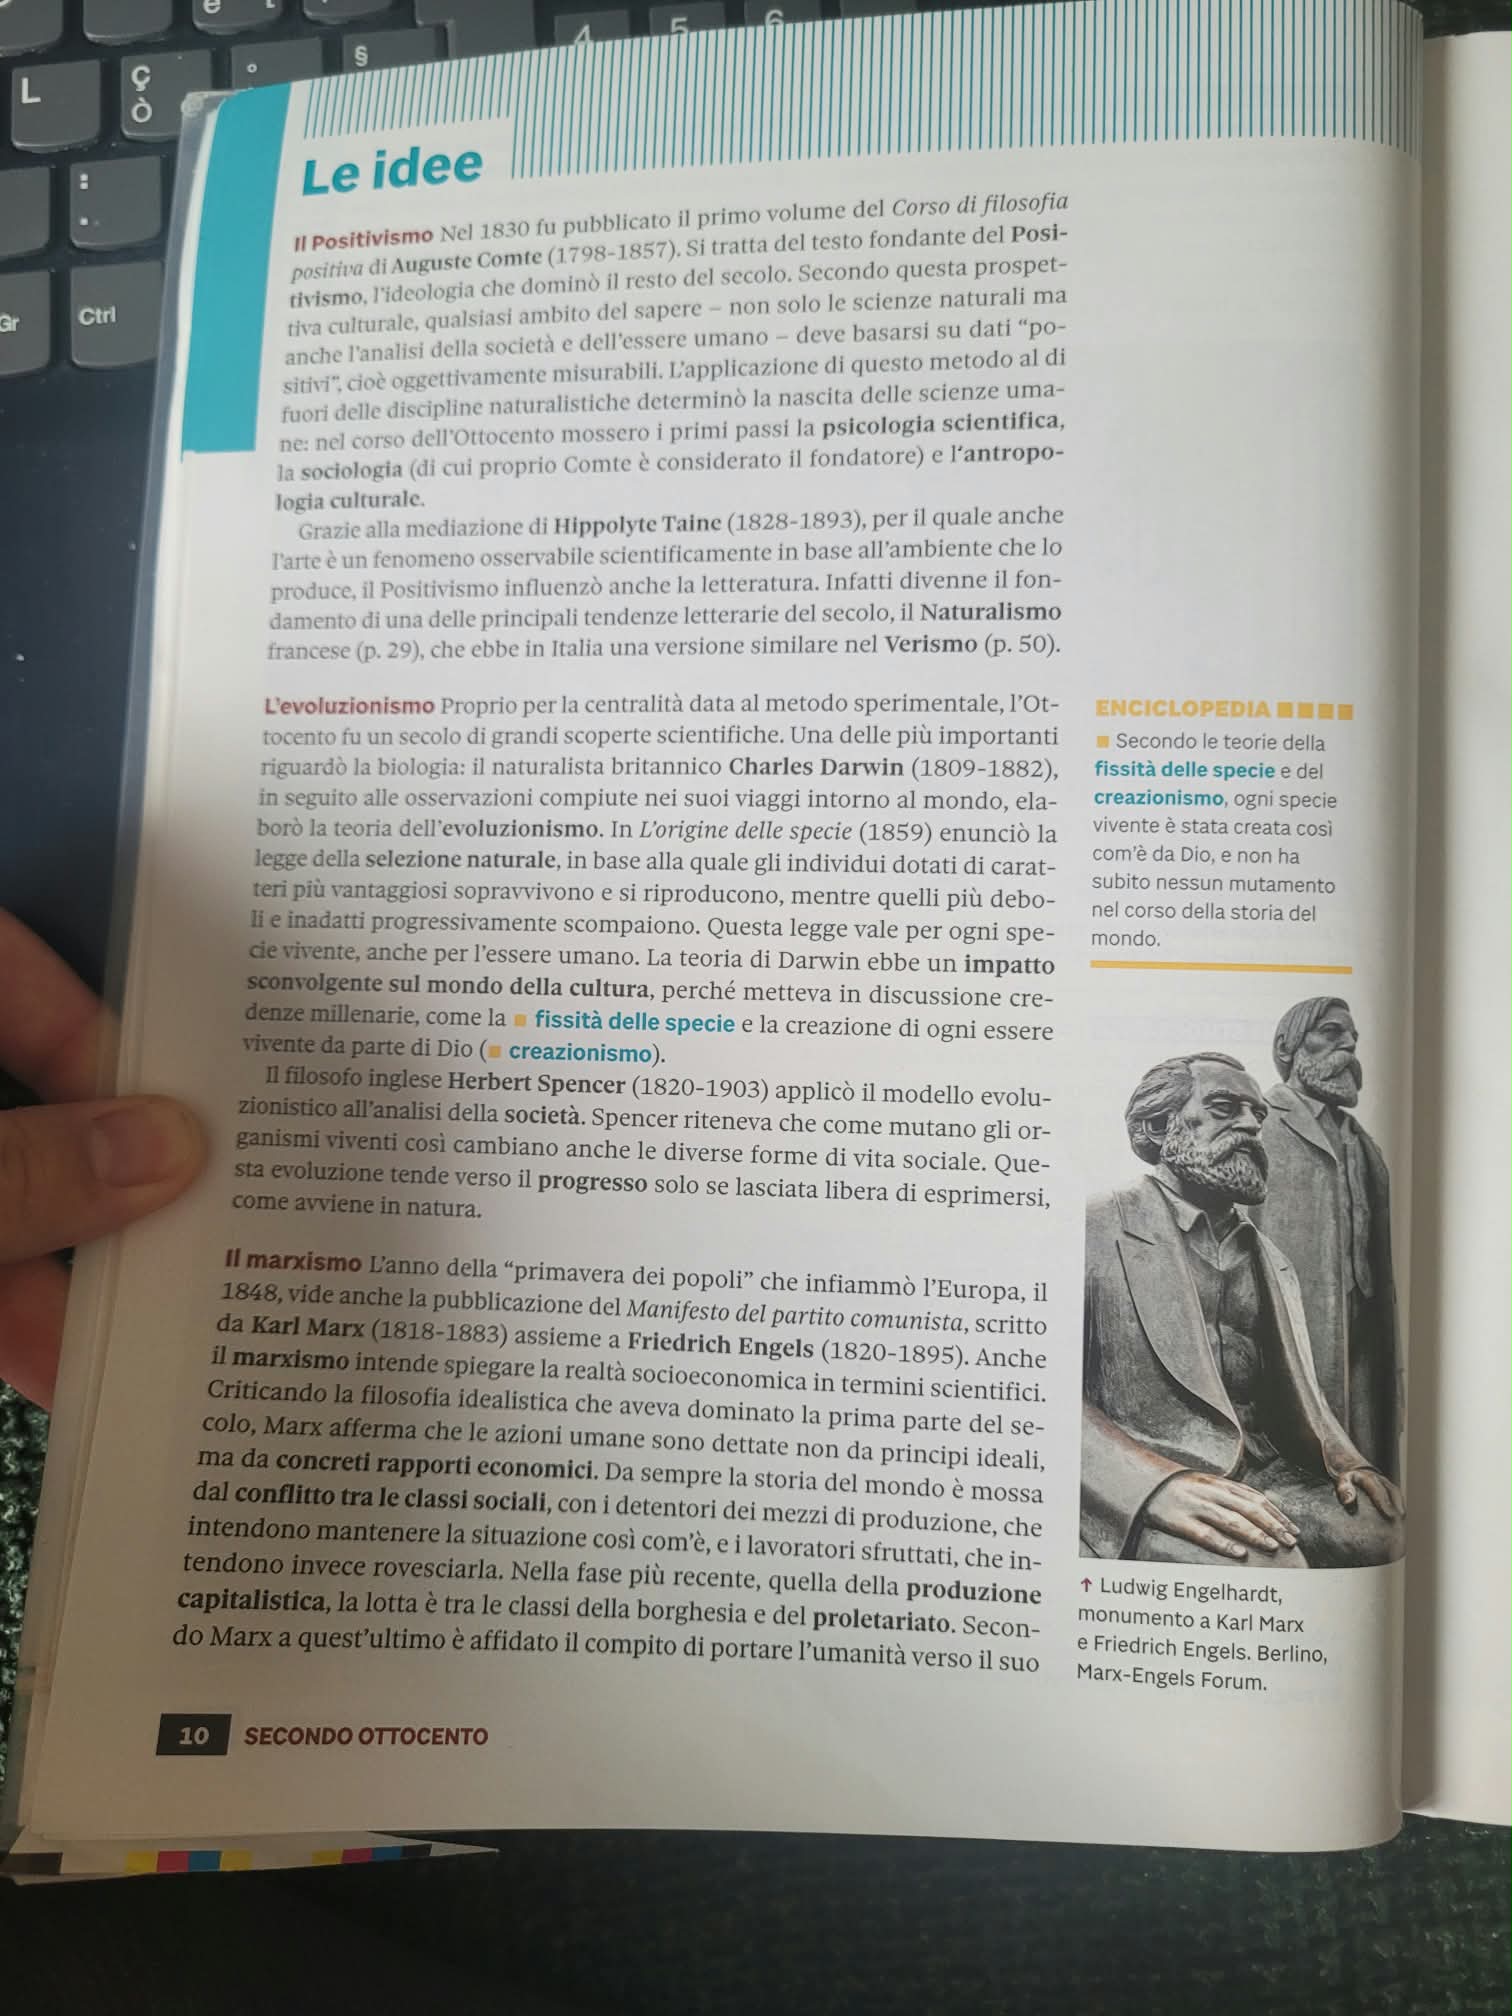 e
t
4
5
6
§
L
ç
ò
°
:
.
Gr
Ctrl
Le idee
Il Positivismo Nel 1830 fu pubblicato il primo volume del Corso di filosofia
positiva di Auguste Comte (1798-1857). Si tratta del testo fondante del Posi-
tivismo, l'ideologia che dominò il resto del secolo. Secondo questa prospet-
tiva culturale, qualsiasi ambito del sapere – non solo le scienze naturali ma
anche l'analisi della società e dell'essere umano – deve basarsi su dati “po-
sitivi”, cioè oggettivamente misurabili. L'applicazione di questo metodo al di
fuori delle discipline naturalistiche determinò la nascita delle scienze uma-
ne: nel corso dell'Ottocento mossero i primi passi la psicologia scientifica,
la sociologia (di cui proprio Comte è considerato il fondatore) e l‘antropo-
logia culturale.
Grazie alla mediazione di Hippolyte Taine (1828-1893), per il quale anche
l'arte è un fenomeno osservabile scientificamente in base all'ambiente che lo
produce, il Positivismo influenzò anche la letteratura. Infatti divenne il fon-
damento di una delle principali tendenze letterarie del secolo, il Naturalismo
francese (p. 29), che ebbe in Italia una versione similare nel Verismo (p. 50).
L'evoluzionismo Proprio per la centralità data al metodo sperimentale, l'Ot-
tocento fu un secolo di grandi scoperte scientifiche. Una delle più importanti
riguardò la biologia: il naturalista britannico Charles Darwin (1809-1882),
in seguito alle osservazioni compiute nei suoi viaggi intorno al mondo, ela-
borò la teoria dell'evoluzionismo. In L'origine delle specie (1859) enunciò la
legge della selezione naturale, in base alla quale gli individui dotati di carat-
teri più vantaggiosi sopravvivono e si riproducono, mentre quelli più debo-
li e inadatti progressivamente scompaiono. Questa legge vale per ogni spe-
cie vivente, anche per l'essere umano. La teoria di Darwin ebbe un impatto
sconvolgente sul mondo della cultura, perché metteva in discussione cre-
denze millenarie, come la ■ fissità delle specie e la creazione di ogni essere
vivente da parte di Dio (■ creazionismo).
Il filosofo inglese Herbert Spencer (1820-1903) applicò il modello evolu-
zionistico all'analisi della società. Spencer riteneva che come mutano gli or-
ganismi viventi così cambiano anche le diverse forme di vita sociale. Que-
sta evoluzione tende verso il progresso solo se lasciata libera di esprimersi,
come avviene in natura.
Il marxismo L'anno della “primavera dei popoli” che infiammò l'Europa, il
1848, vide anche la pubblicazione del Manifesto del partito comunista, scritto
da Karl Marx (1818-1883) assieme a Friedrich Engels (1820-1895). Anche
il marxismo intende spiegare la realtà socioeconomica in termini scientifici.
Criticando la filosofia idealistica che aveva dominato la prima parte del se-
colo, Marx afferma che le azioni umane sono dettate non da principi ideali,
ma da concreti rapporti economici. Da sempre la storia del mondo è mossa
dal conflitto tra le classi sociali, con i detentori dei mezzi di produzione, che
intendono mantenere la situazione così com'è, e i lavoratori sfruttati, che in-
tendono invece rovesciarla. Nella fase più recente, quella della produzione
capitalistica, la lotta è tra le classi della borghesia e del proletariato. Secon-
do Marx a quest'ultimo è affidato il compito di portare l'umanità verso il suo
ENCICLOPEDIA ■■■■
■ Secondo le teorie della
fissità delle specie e del
creazionismo, ogni specie
vivente è stata creata così
com'è da Dio, e non ha
subito nessun mutamento
nel corso della storia del
mondo.
↑ Ludwig Engelhardt,
monumento a Karl Marx
e Friedrich Engels. Berlino,
Marx-Engels Forum.
10 SECONDO OTTOCENTO